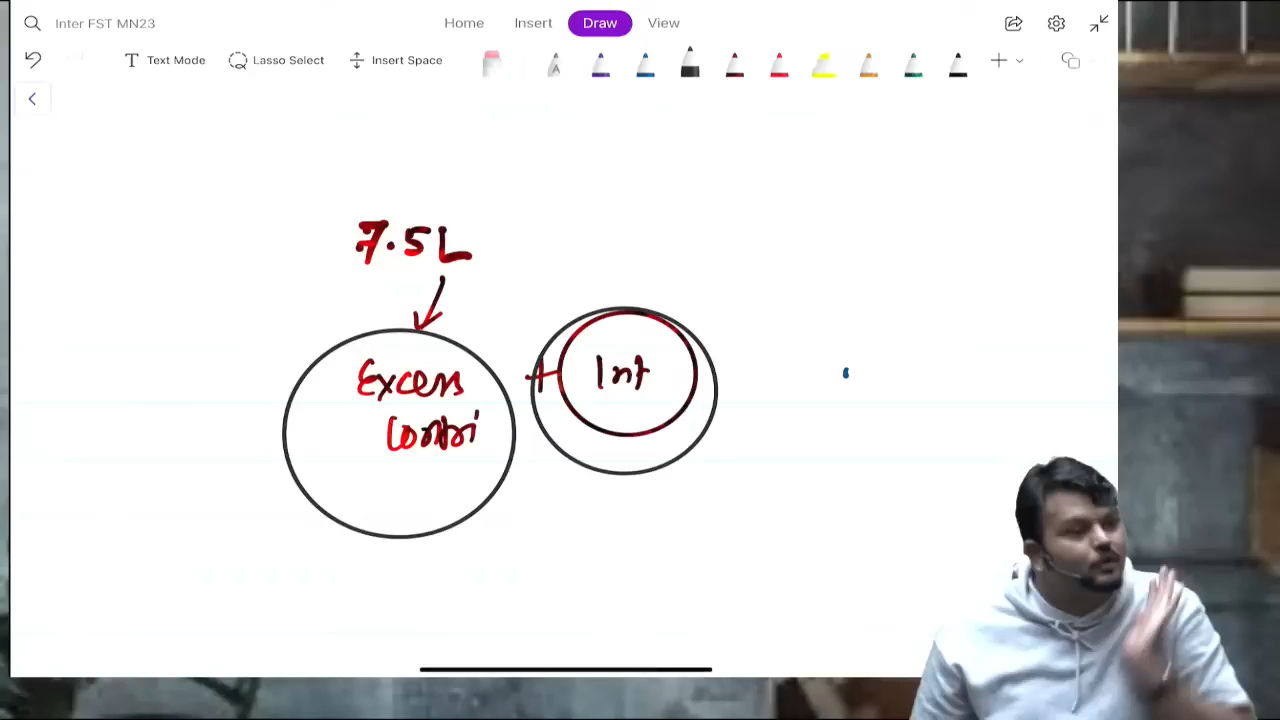 Inter FST MN23
Home Insert Draw View
T Text Mode Lasso Select Insert Space
A
7.5L
Excess
Contri
+ Int